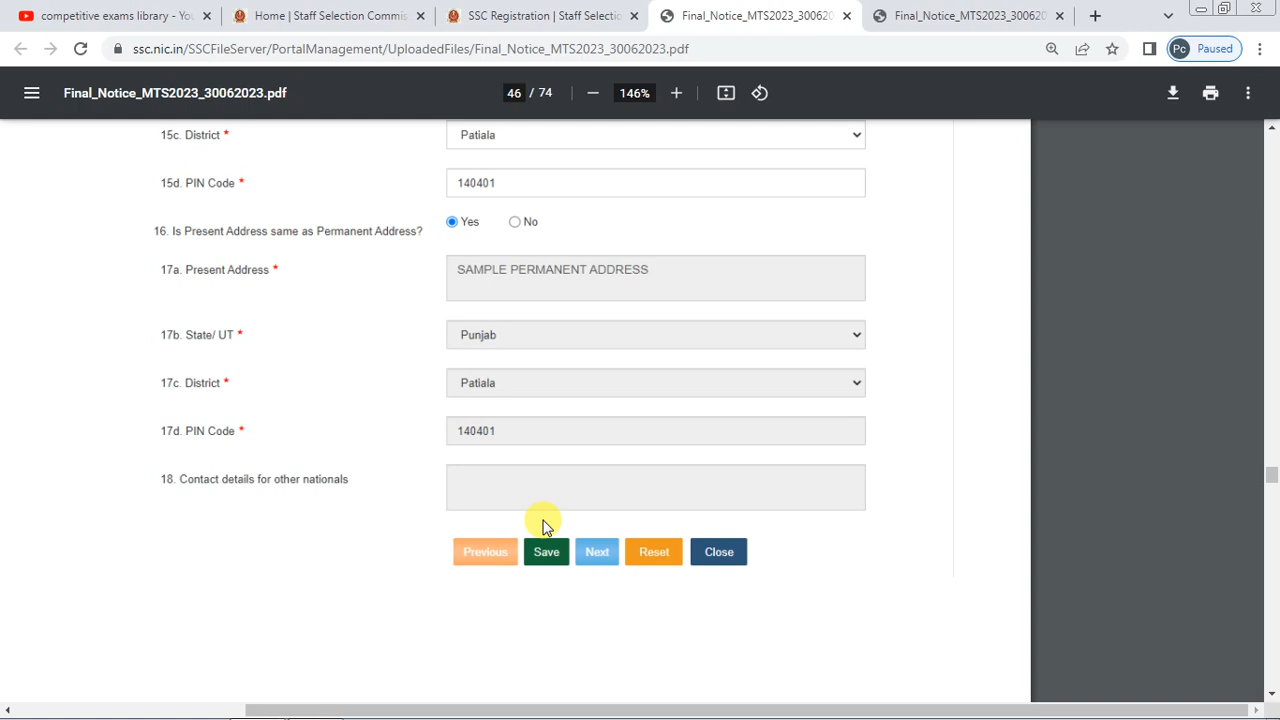 competitive exams library - You
Home | Staff Selection Commis
SSC Registration | Staff Selectio
Final_Notice_MTS2023_3006202
Final_Notice_MTS2023_3006202
ssc.nic.in/SSCFileServer/PortalManagement/UploadedFiles/Final_Notice_MTS2023_30062023.pdf
Pc Paused
Final_Notice_MTS2023_30062023.pdf
46 / 74
146%
15c. District *
Patiala
15d. PIN Code *
140401
16. Is Present Address same as Permanent Address?
Yes No
17a. Present Address *
SAMPLE PERMANENT ADDRESS
17b. State/ UT *
Punjab
17c. District *
Patiala
17d. PIN Code *
140401
18. Contact details for other nationals
Previous Save Next Reset Close